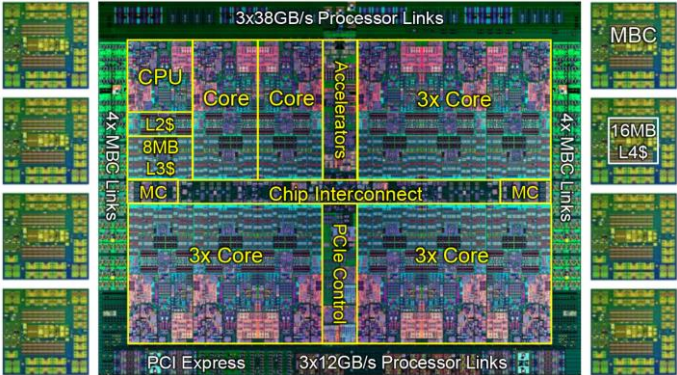 3x38GB/s Processor Links
MBC
CPU
Core
Core
Accelerators
3x Core
4x MBC Links
L2$
8MB
L3$
4x MBC Links
16MB
L4$
MC
Chip Interconnect
MC
3x Core
PCIe Control
3x Core
PCI Express
3x12GB/s Processor Links